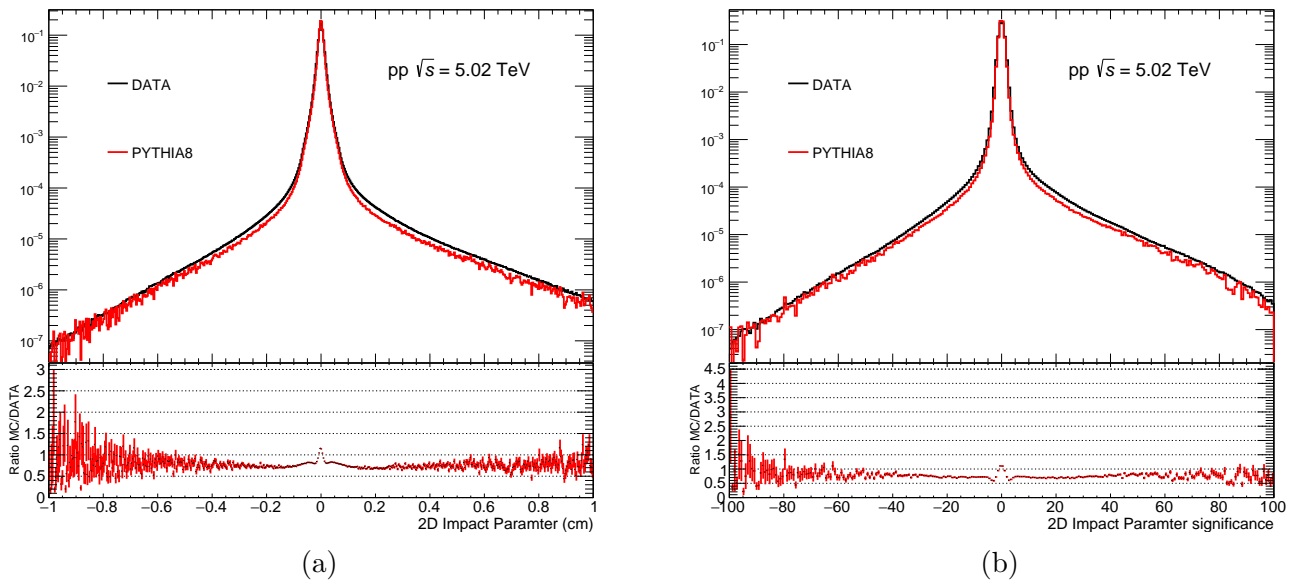 10⁻¹
10⁻²
10⁻³
10⁻⁴
10⁻⁵
10⁻⁶
10⁻⁷
pp √s = 5.02 TeV
DATA
PYTHIA8
Ratio MC/DATA
3
2.5
2
1.5
1
0.5
0
−1 −0.8 −0.6 −0.4 −0.2 0 0.2 0.4 0.6 0.8 1
2D Impact Paramter (cm)
(a)
10⁻¹
10⁻²
10⁻³
10⁻⁴
10⁻⁵
10⁻⁶
10⁻⁷
pp √s = 5.02 TeV
DATA
PYTHIA8
Ratio MC/DATA
4.5
4
3.5
3
2.5
2
1.5
1
0.5
0
−100 −80 −60 −40 −20 0 20 40 60 80 100
2D Impact Paramter significance
(b)